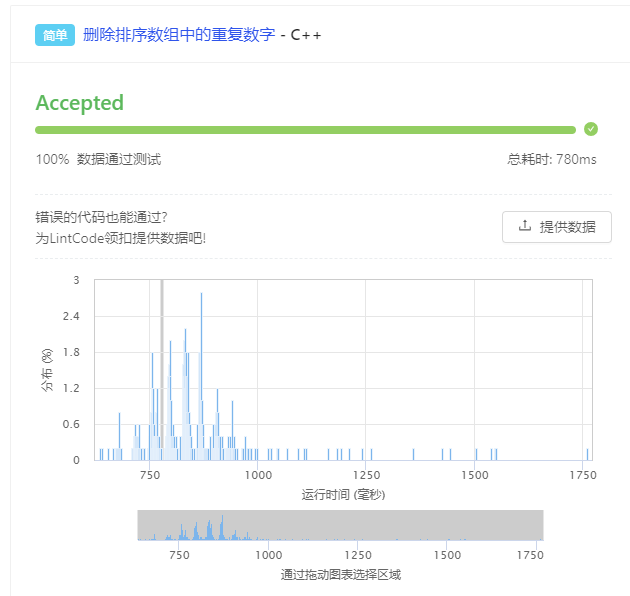 简单 删除排序数组中的重复数字 - C++
Accepted
100% 数据通过测试 总耗时: 780ms
错误的代码也能通过?
为LintCode领扣提供数据吧!
提供数据
3
2.4
1.8
1.2
0.6
0
分布 (%)
750 1000 1250 1500 1750
运行时间 (毫秒)
750 1000 1250 1500 1750
通过拖动图表选择区域